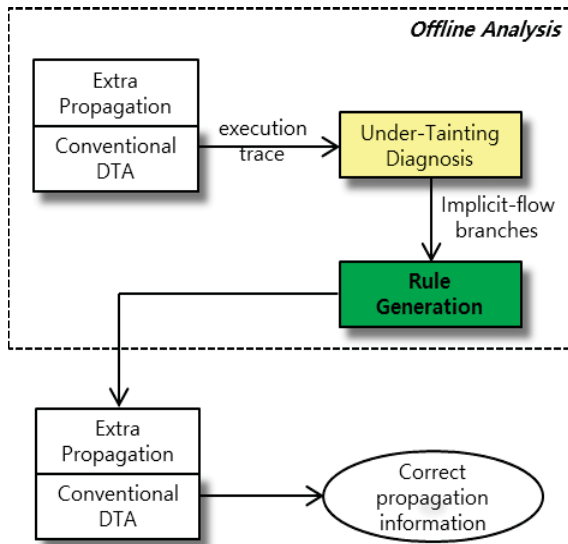 Offline Analysis
Extra
Propagation
Conventional
DTA
execution
trace
Under-Tainting
Diagnosis
Implicit-flow
branches
Rule
Generation
Extra
Propagation
Conventional
DTA
Correct
propagation
information